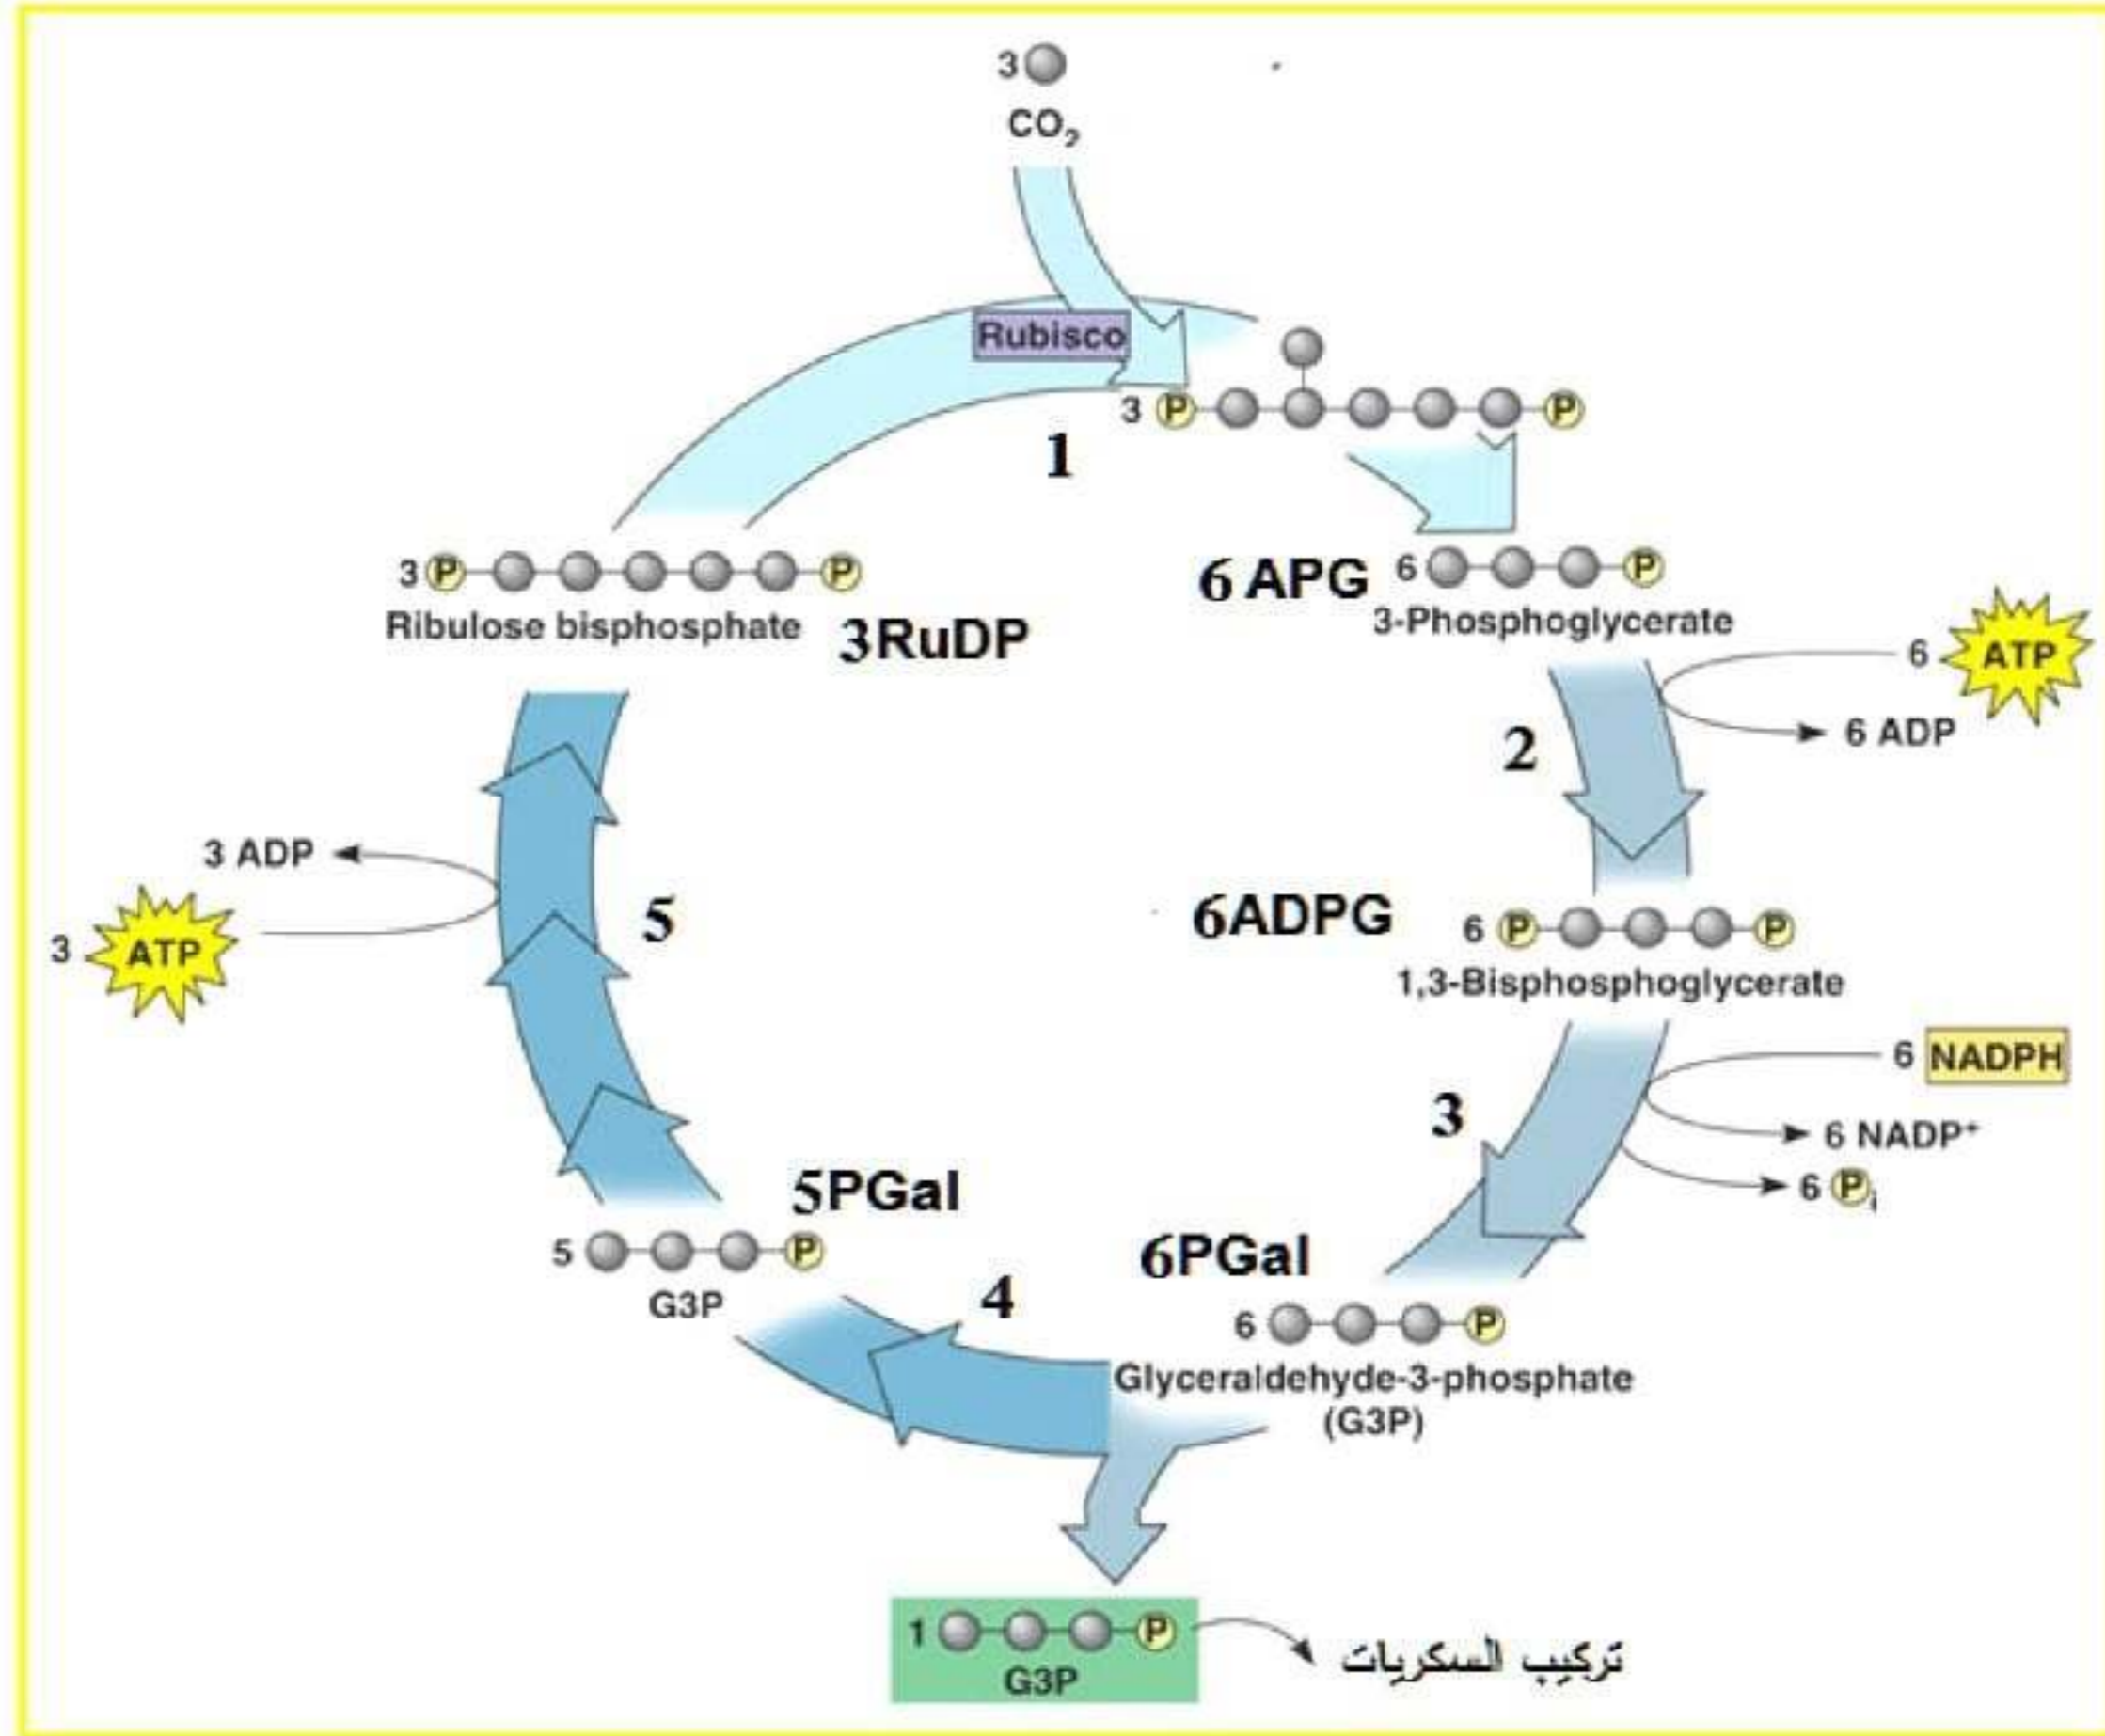 3
CO2
Rubisco
3 P P
1
3 P P
Ribulose bisphosphate
3RuDP
6 APG
6 P
3-Phosphoglycerate
6 ATP
6 ADP
2
3 ADP
3 ATP
5
6ADPG
6 P P
1,3-Bisphosphoglycerate
6 NADPH
6 NADP+
6 Pi
3
5PGal
5 P
G3P
4
6PGal
6 P
Glyceraldehyde-3-phosphate
(G3P)
1 P
G3P
تركيب السكريات